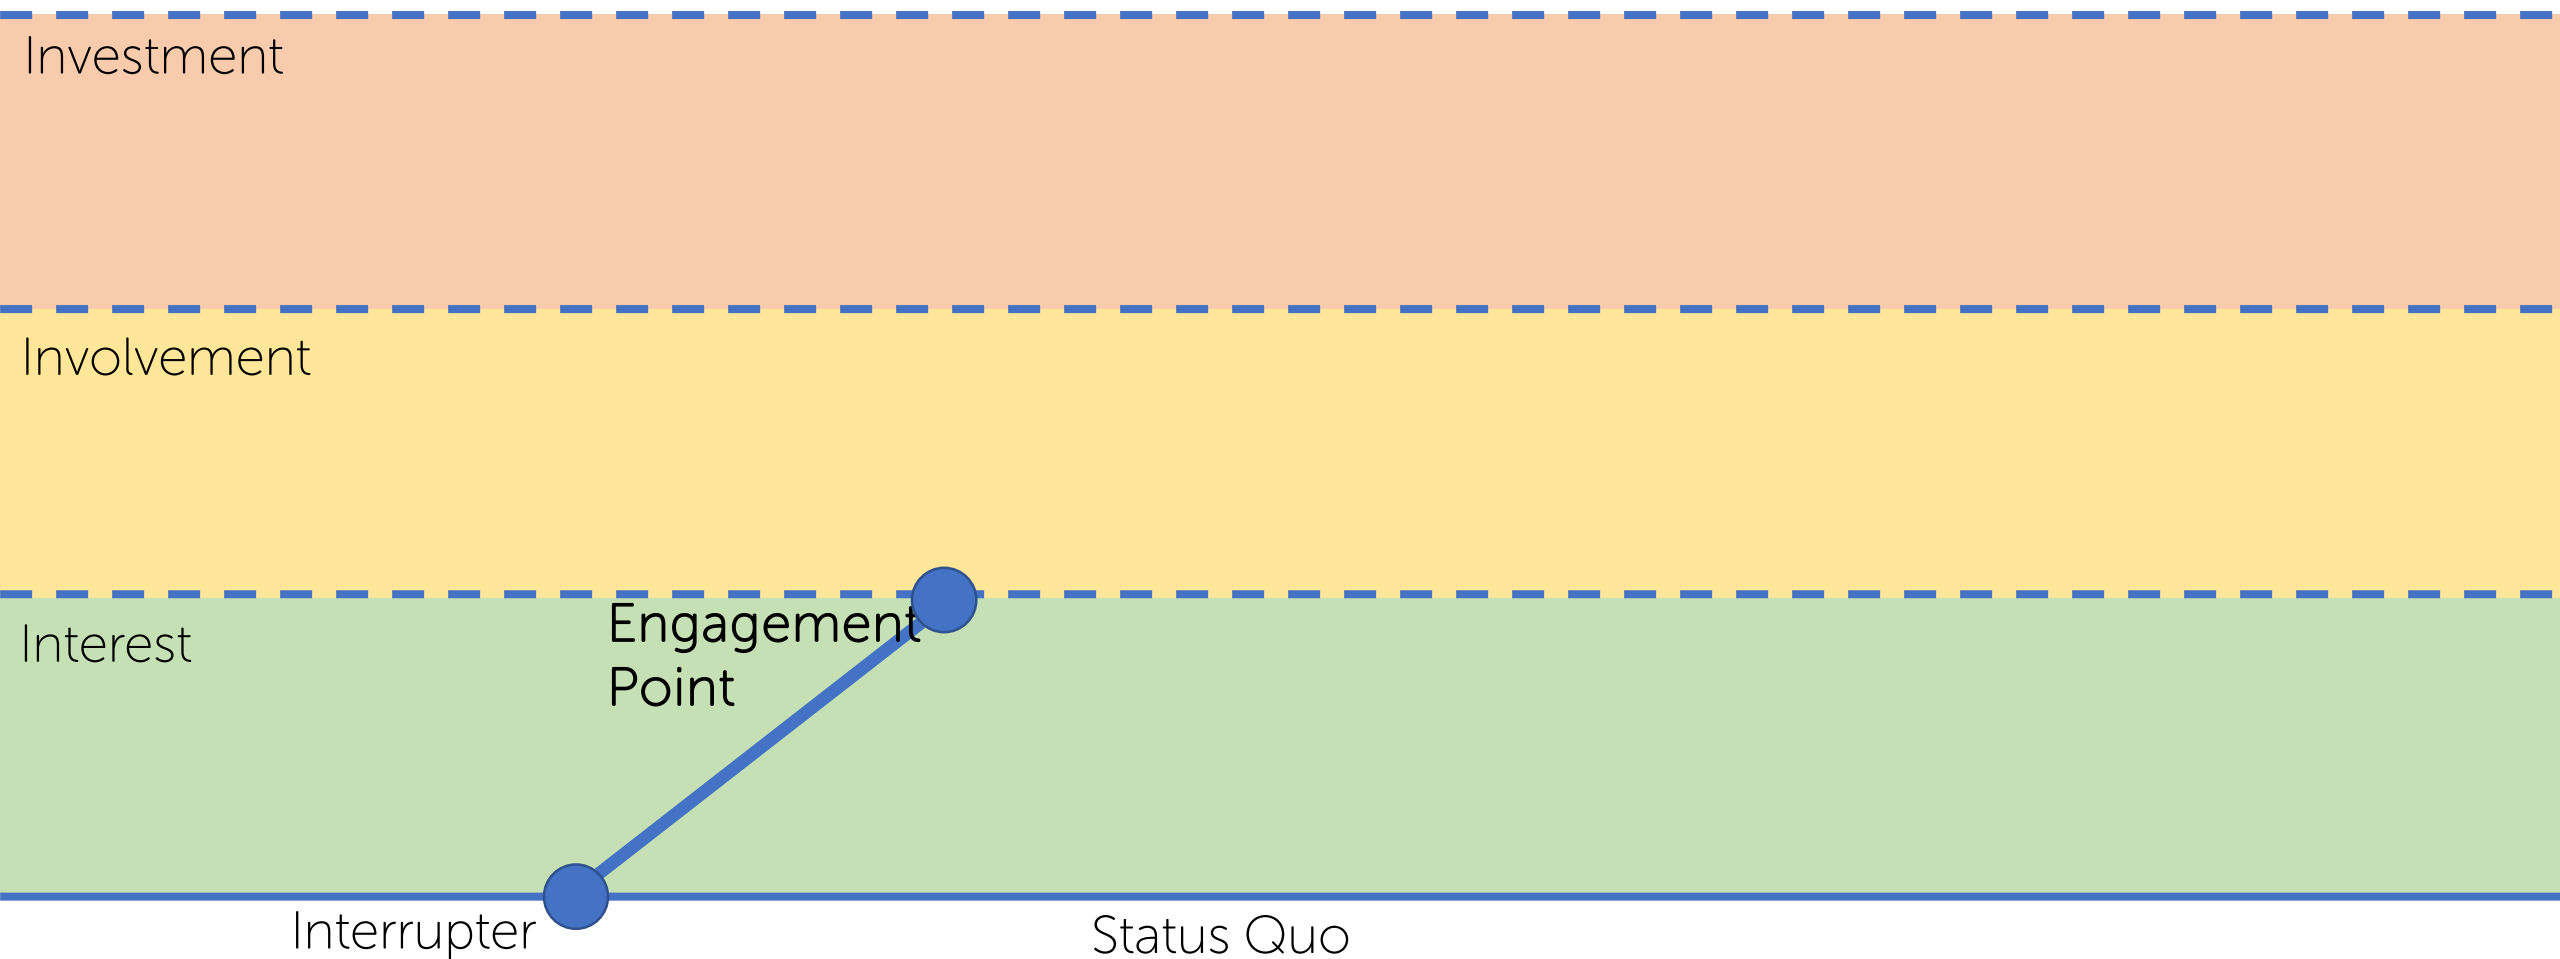 Investment
Involvement
Engagement
Point
Interest
Interrupter
Status Quo